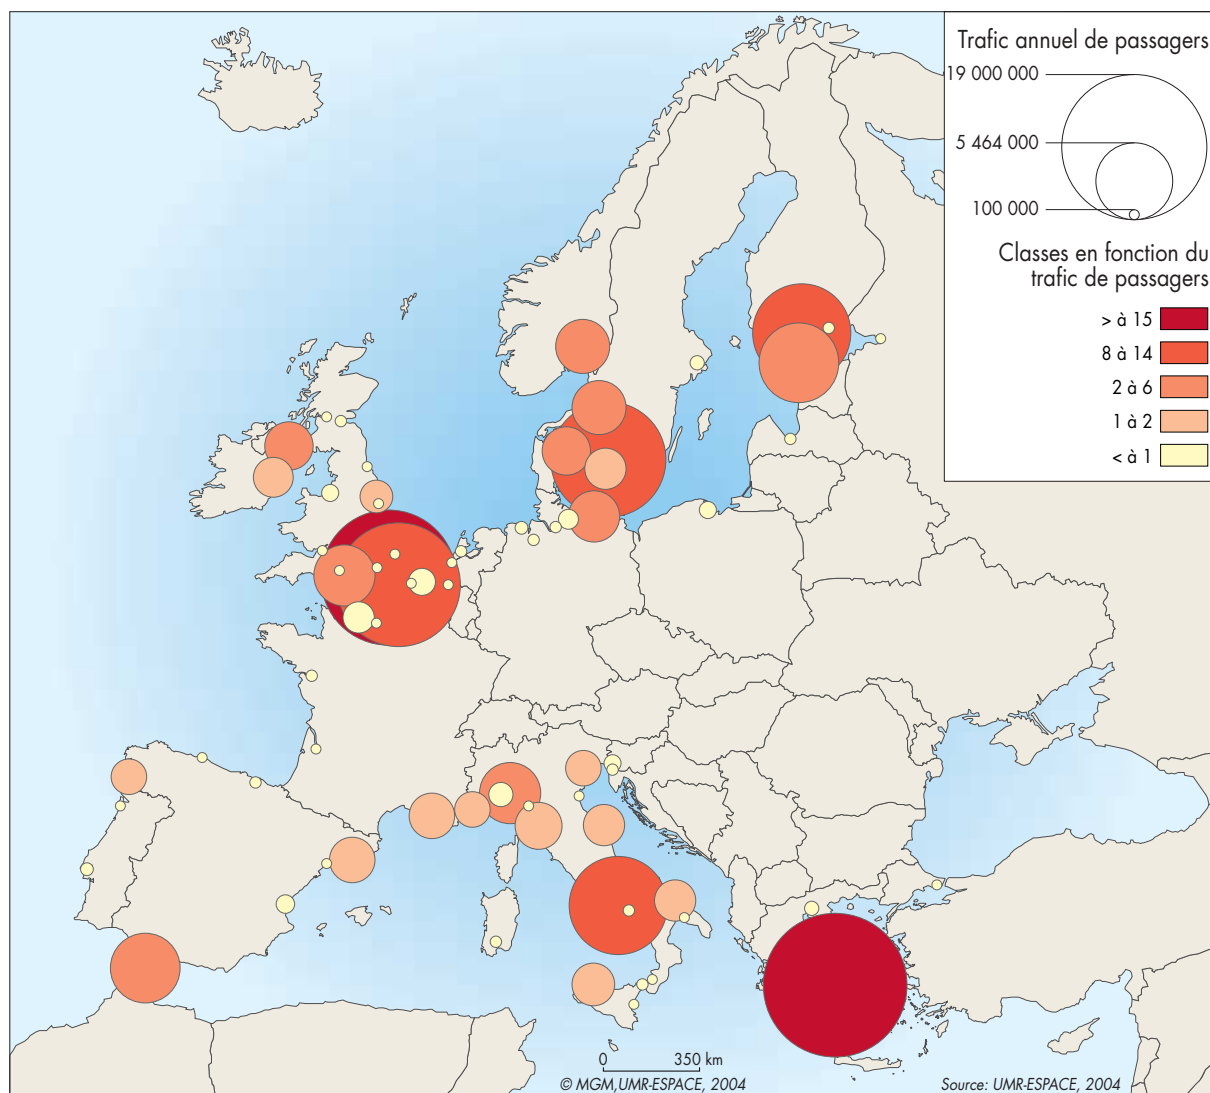 Trafic annuel de passagers
19 000 000
5 464 000
100 000
Classes en fonction du
trafic de passagers
> à 15
8 à 14
2 à 6
1 à 2
< à 1
0 350 km
© MGM,UMR-ESPACE, 2004
Source: UMR-ESPACE, 2004